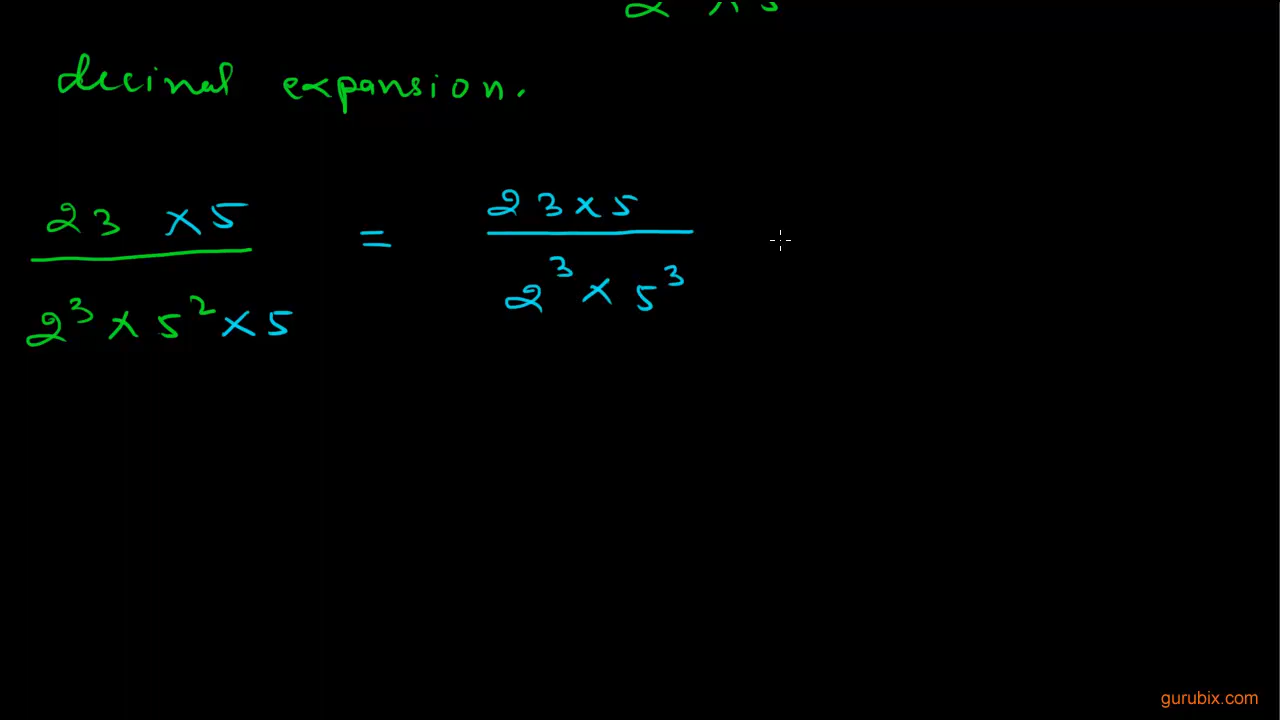 decimal expansion.
23 × 5 = 23 × 5
2³ × 5² × 5 2³ × 5³
gurubix.com